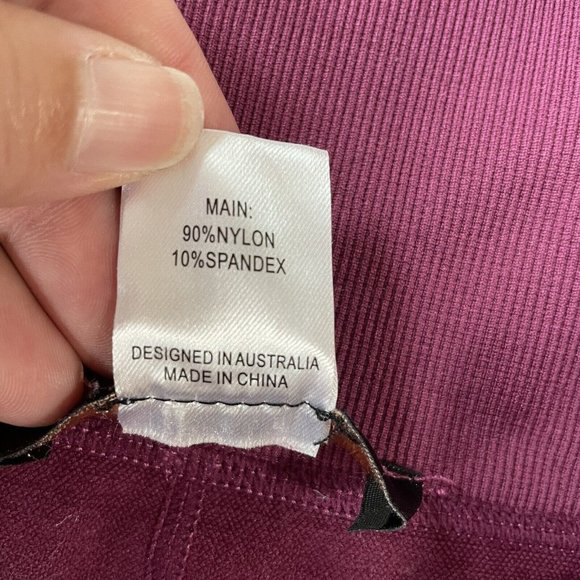 MAIN:
90%NYLON
10%SPANDEX
DESIGNED IN AUSTRALIA
MADE IN CHINA